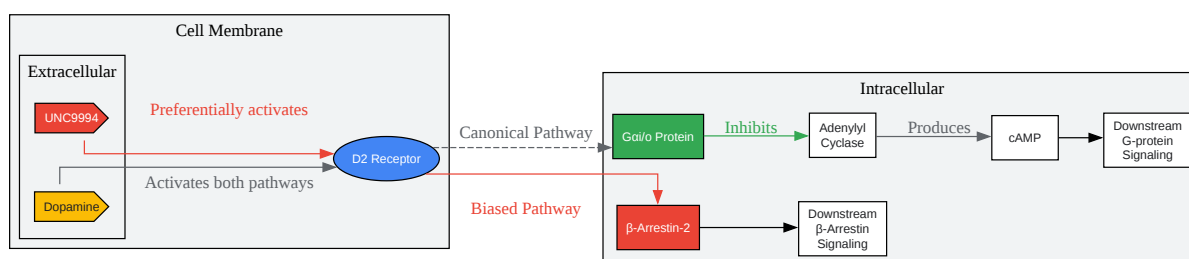 Cell Membrane
Extracellular
UNC9994
Preferentially activates
Dopamine
Activates both pathways
D2 Receptor
Canonical Pathway
Biased Pathway
Intracellular
Gαi/o Protein
Inhibits
Adenylyl
Cyclase
Produces
cAMP
Downstream
G-protein
Signaling
β-Arrestin-2
Downstream
β-Arrestin
Signaling